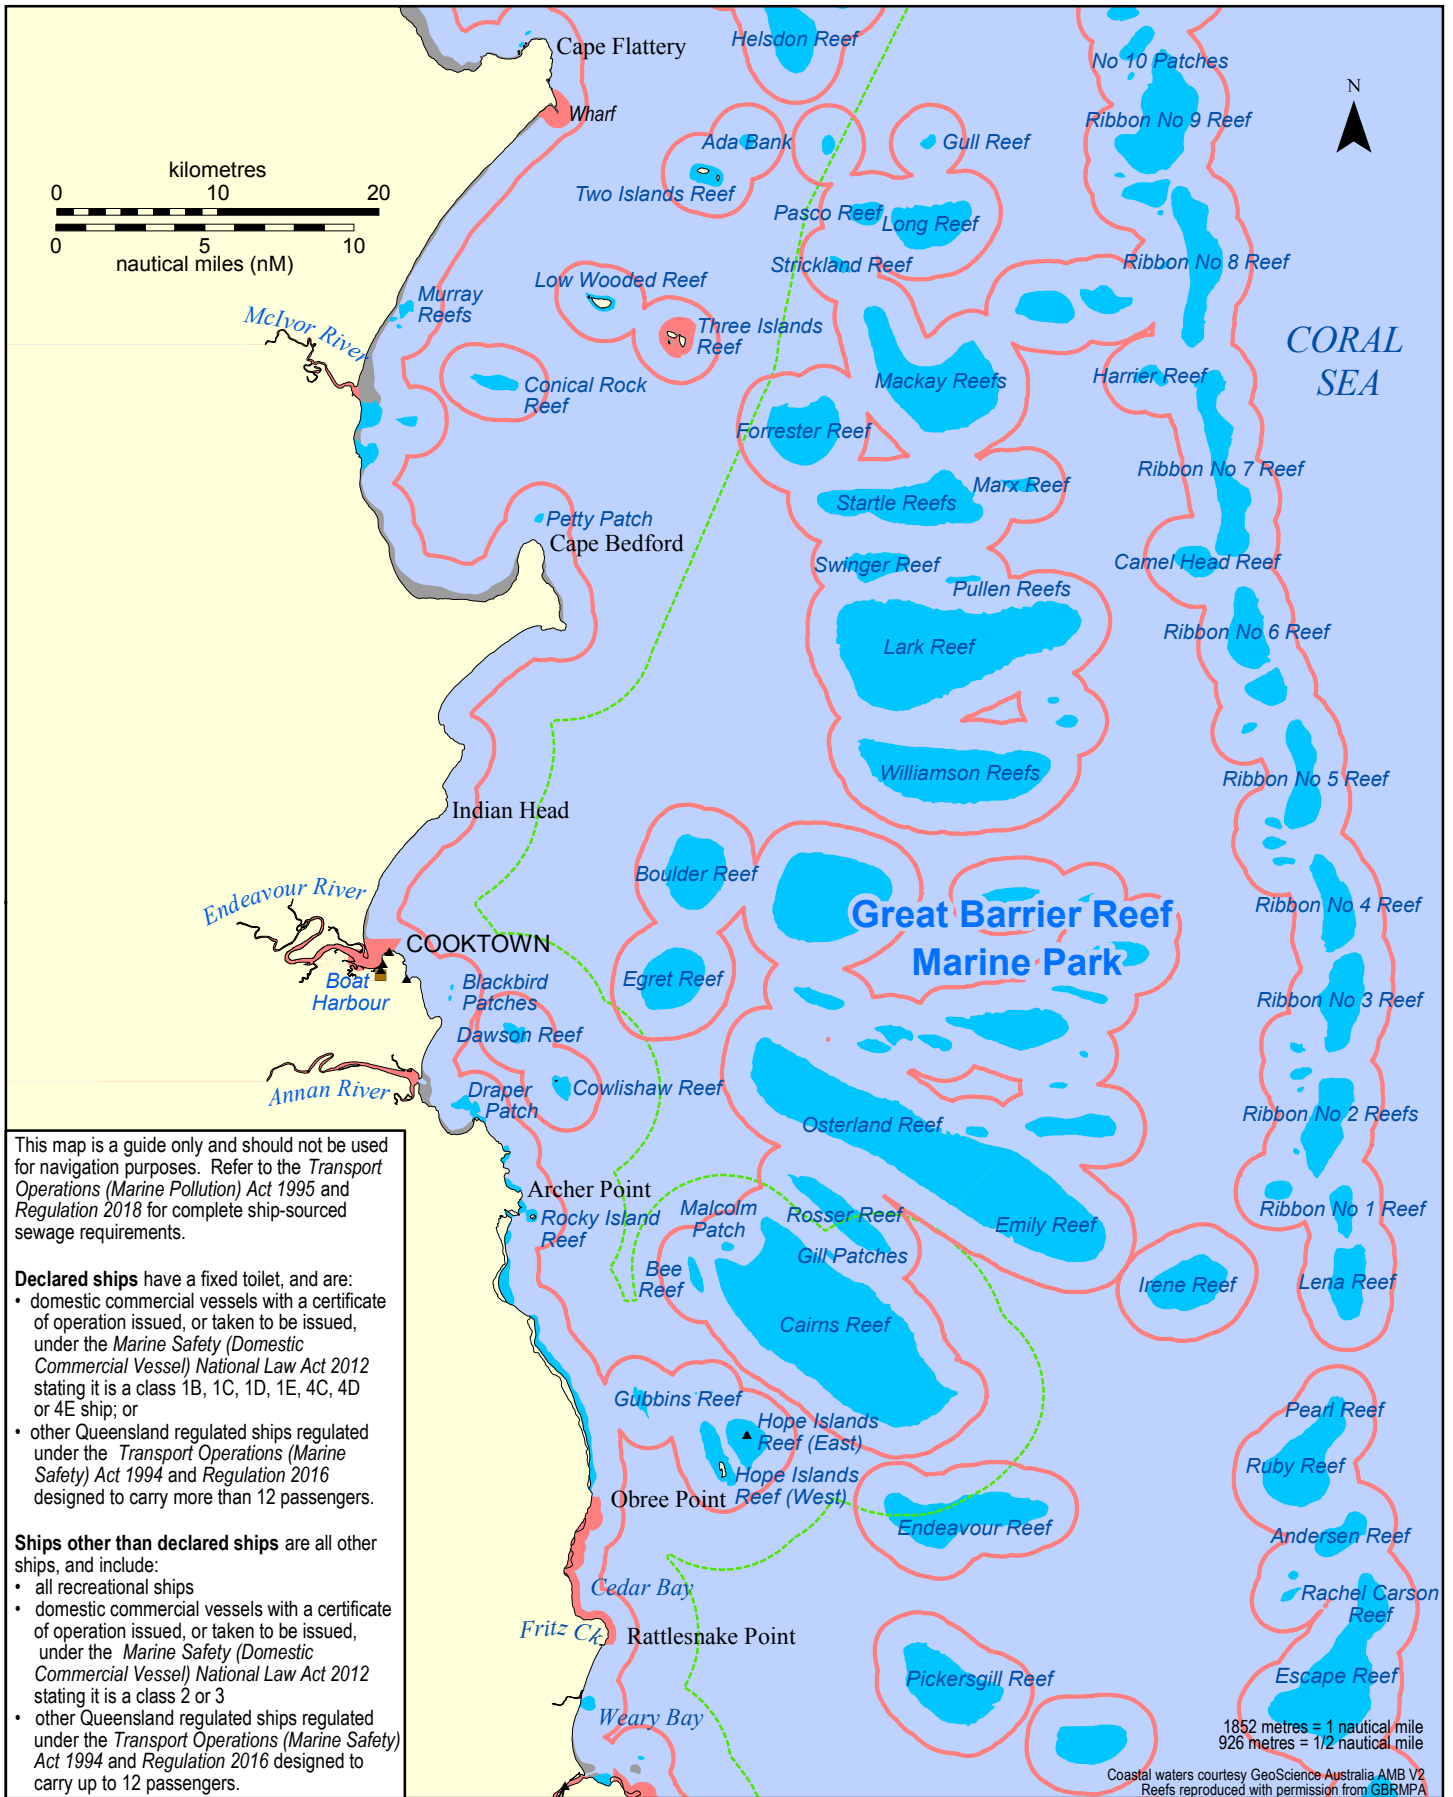 Cape Flattery
Helsdon Reef
No 10 Patches
N
Wharf
Ribbon No 9 Reef
Ada Bank
Gull Reef
kilometres
0 10 20
0 5 10
nautical miles (nM)
Two Islands Reef
Pasco Reef
Long Reef
Strickland Reef
Ribbon No 8 Reef
Low Wooded Reef
Murray
Reefs
McIvor River
Three Islands
Reef
CORAL
SEA
Conical Rock
Reef
Mackay Reefs
Harrier Reef
Forrester Reef
Ribbon No 7 Reef
Marx Reef
Startle Reefs
Petty Patch
Cape Bedford
Swinger Reef
Camel Head Reef
Pullen Reefs
Lark Reef
Ribbon No 6 Reef
Williamson Reefs
Ribbon No 5 Reef
Indian Head
Boulder Reef
Endeavour River
Great Barrier Reef
Marine Park
Ribbon No 4 Reef
COOKTOWN
Boat
Harbour
Blackbird
Patches
Egret Reef
Ribbon No 3 Reef
Dawson Reef
Annan River
Draper
Patch
Cowlishaw Reef
Osterland Reef
Ribbon No 2 Reefs
Archer Point
Rocky Island
Reef
Malcolm
Patch
Rosser Reef
Emily Reef
Ribbon No 1 Reef
Gill Patches
Bee
Reef
Irene Reef
Lena Reef
Cairns Reef
Gubbins Reef
Hope Islands
Reef (East)
Hope Islands
Reef (West)
Pearl Reef
Ruby Reef
Obree Point
Endeavour Reef
Andersen Reef
Cedar Bay
Rachel Carson
Reef
Fritz Ck
Rattlesnake Point
Pickersgill Reef
Escape Reef
Weary Bay
This map is a guide only and should not be used
for navigation purposes. Refer to the Transport
Operations (Marine Pollution) Act 1995 and
Regulation 2018 for complete ship-sourced
sewage requirements.
Declared ships have a fixed toilet, and are:
• domestic commercial vessels with a certificate
of operation issued, or taken to be issued,
under the Marine Safety (Domestic
Commercial Vessel) National Law Act 2012
stating it is a class 1B, 1C, 1D, 1E, 4C, 4D
or 4E ship; or
• other Queensland regulated ships regulated
under the Transport Operations (Marine
Safety) Act 1994 and Regulation 2016
designed to carry more than 12 passengers.
Ships other than declared ships are all other
ships, and include:
• all recreational ships
• domestic commercial vessels with a certificate
of operation issued, or taken to be issued,
under the Marine Safety (Domestic
Commercial Vessel) National Law Act 2012
stating it is a class 2 or 3
• other Queensland regulated ships regulated
under the Transport Operations (Marine Safety)
Act 1994 and Regulation 2016 designed to
carry up to 12 passengers.
1852 metres = 1 nautical mile
926 metres = 1/2 nautical mile
Coastal waters courtesy GeoScience Australia AMB V2
Reefs reproduced with permission from GBRMPA